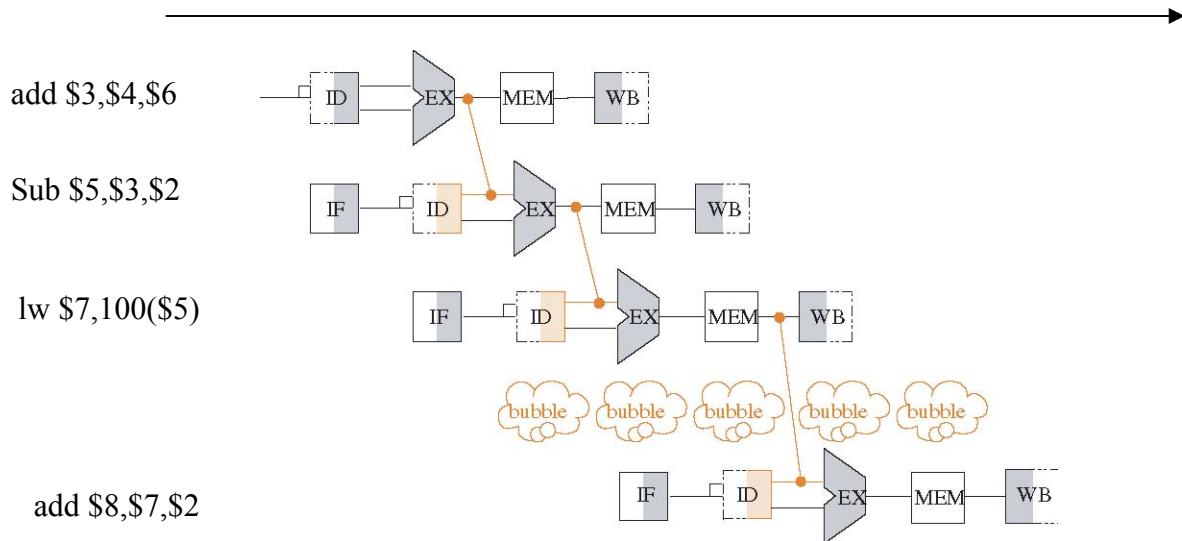 add $3,$4,$6
ID EX MEM WB
Sub $5,$3,$2
IF ID EX MEM WB
lw $7,100($5)
IF ID EX MEM WB
bubble bubble bubble bubble bubble
add $8,$7,$2
IF ID EX MEM WB